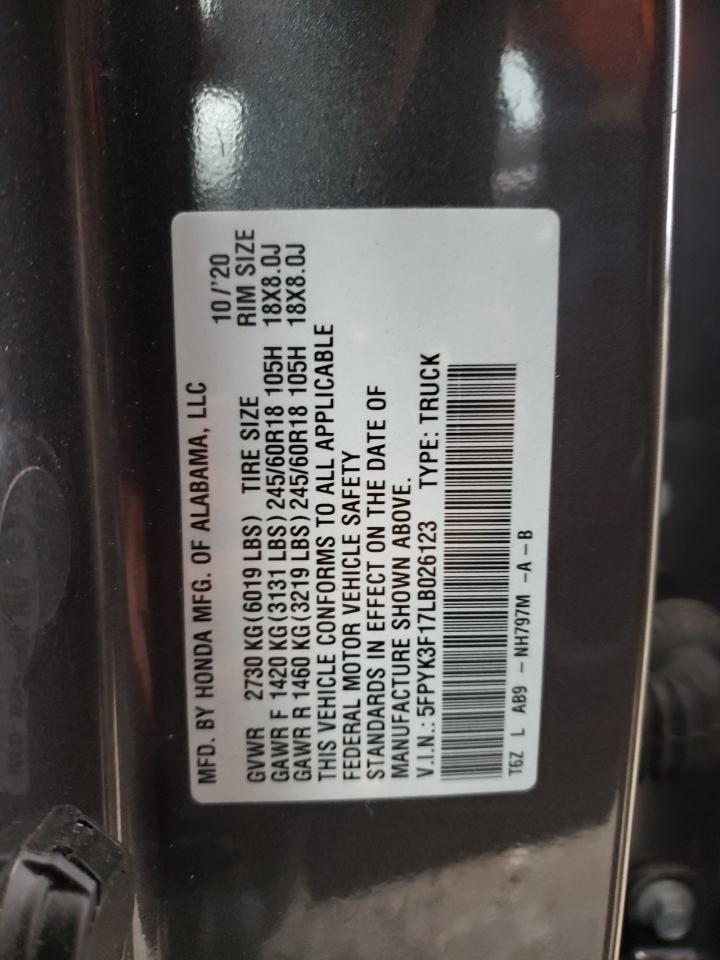 MFD. BY HONDA MFG. OF ALABAMA, LLC 10/'20
GVWR 2730 KG(6019 LBS) TIRE SIZE RIM SIZE
GAWR F 1420 KG(3131 LBS) 245/60R18 105H 18X8.0J
GAWR R 1460 KG(3219 LBS) 245/60R18 105H 18X8.0J
THIS VEHICLE CONFORMS TO ALL APPLICABLE
FEDERAL MOTOR VEHICLE SAFETY
STANDARDS IN EFFECT ON THE DATE OF
MANUFACTURE SHOWN ABOVE.
V.I.N.: 5FPYK3F17LB026123 TYPE: TRUCK
T6Z L AB9 - NH797M -A-B